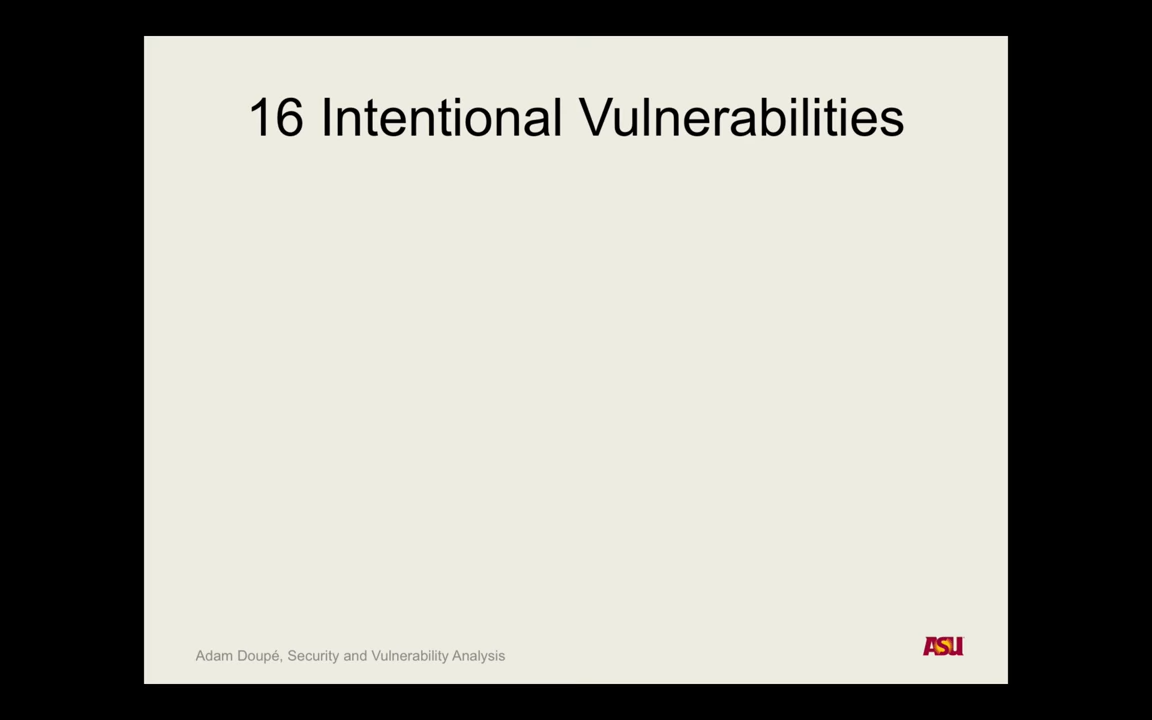 16 Intentional Vulnerabilities
Adam Doupé, Security and Vulnerability Analysis
ASU